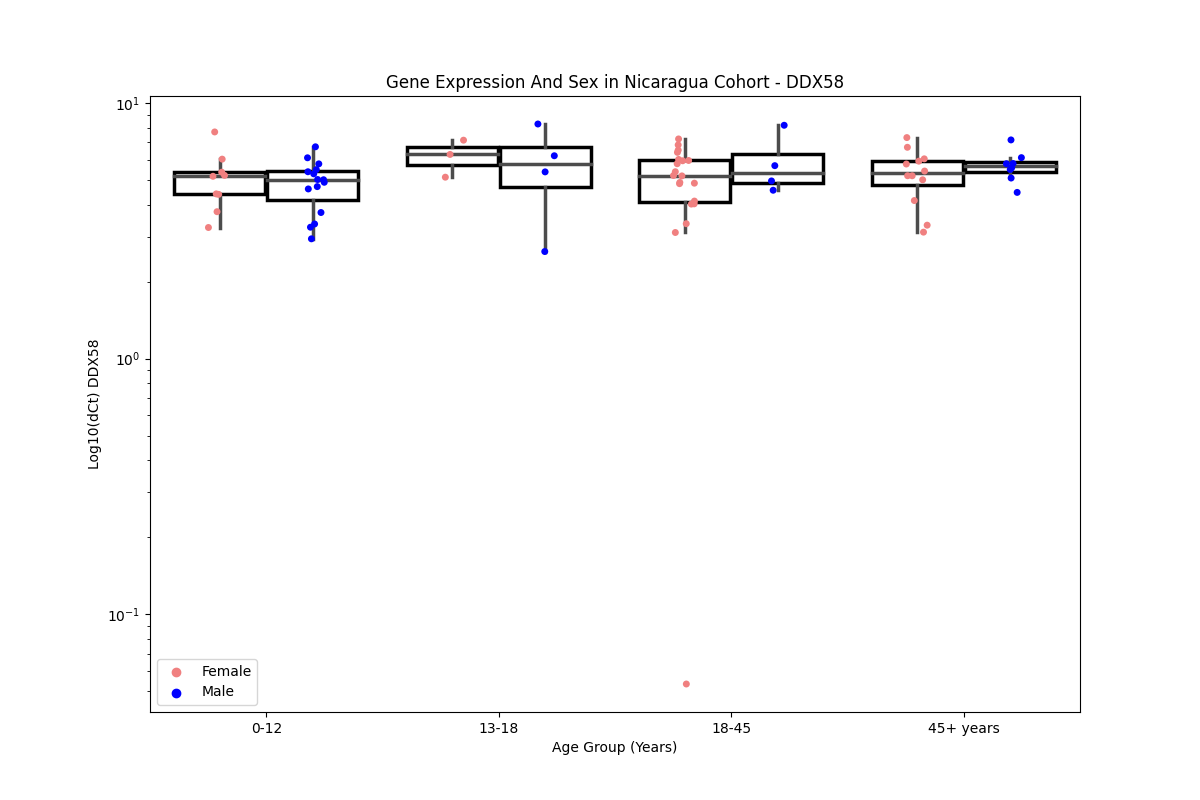 Gene Expression And Sex in Nicaragua Cohort - DDX58
Log10(dCt) DDX58
10¹
10⁰
10⁻¹
Female
Male
0-12 13-18 18-45 45+ years
Age Group (Years)